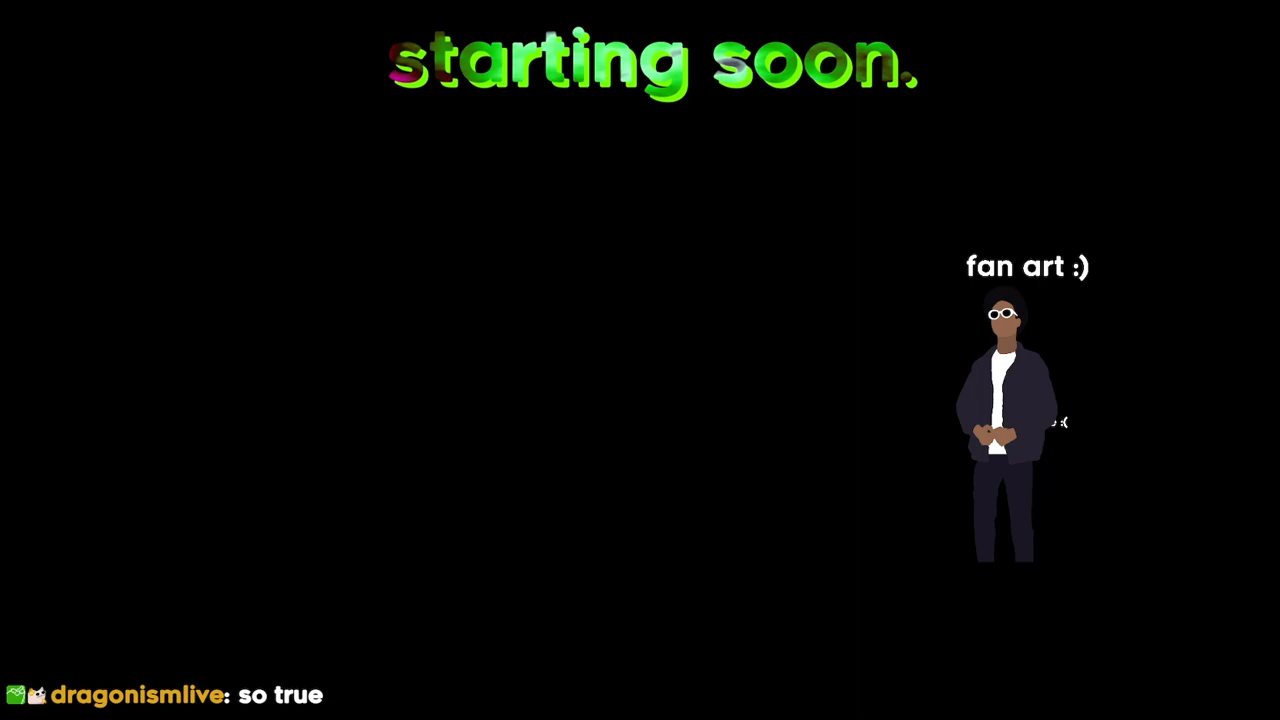 starting soon.
fan art :)
:(
dragonismlive: so true